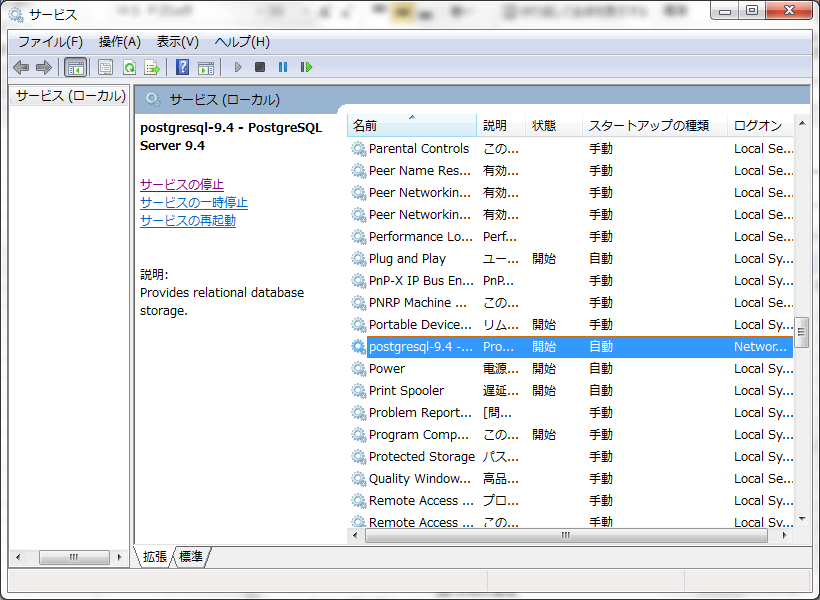 サービス
ファイル(F) 操作(A) 表示(V) ヘルプ(H)
サービス (ローカル)
サービス (ローカル)
postgresql-9.4 - PostgreSQL
Server 9.4
サービスの停止
サービスの一時停止
サービスの再起動
説明:
Provides relational database
storage.
名前 説明 状態 スタートアップの種類 ログオン
Parental Controls この... 手動 Local Se...
Peer Name Res... 有効... 手動 Local Se...
Peer Networkin... 有効... 手動 Local Se...
Peer Networkin... 有効... 手動 Local Se...
Performance Lo... Perf... 手動 Local Se...
Plug and Play ユー... 開始 自動 Local Sy...
PnP-X IP Bus En... PnP... 手動 Local Sy...
PNRP Machine ... この... 手動 Local Se...
Portable Device... リム... 開始 手動 Local Sy...
postgresql-9.4 -... Pro... 開始 自動 Networ...
Power 電源... 開始 自動 Local Sy...
Print Spooler 遅延... 開始 自動 Local Sy...
Problem Report... [問... 手動 Local Sy...
Program Comp... この... 開始 手動 Local Sy...
Protected Storage パス... 手動 Local Sy...
Quality Window... 高品... 手動 Local Se...
Remote Access ... プロ... 手動 Local Sy...
Remote Access ... この... 手動 Local Sy...
拡張 標準